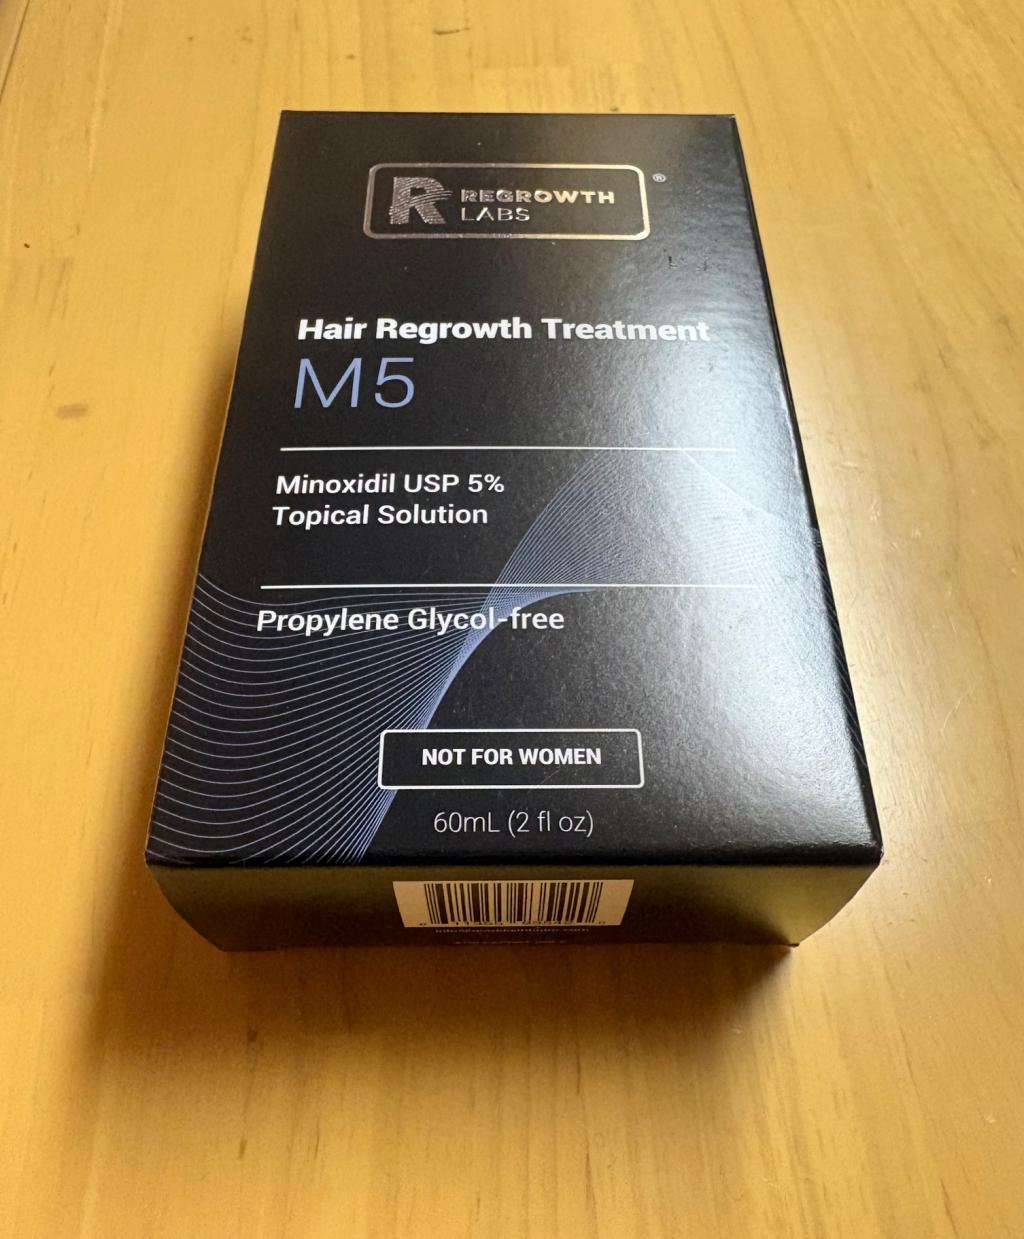 R REGROWTH
LABS
®
Hair Regrowth Treatment
M5
Minoxidil USP 5%
Topical Solution
Propylene Glycol-free
NOT FOR WOMEN
60mL (2 fl oz)